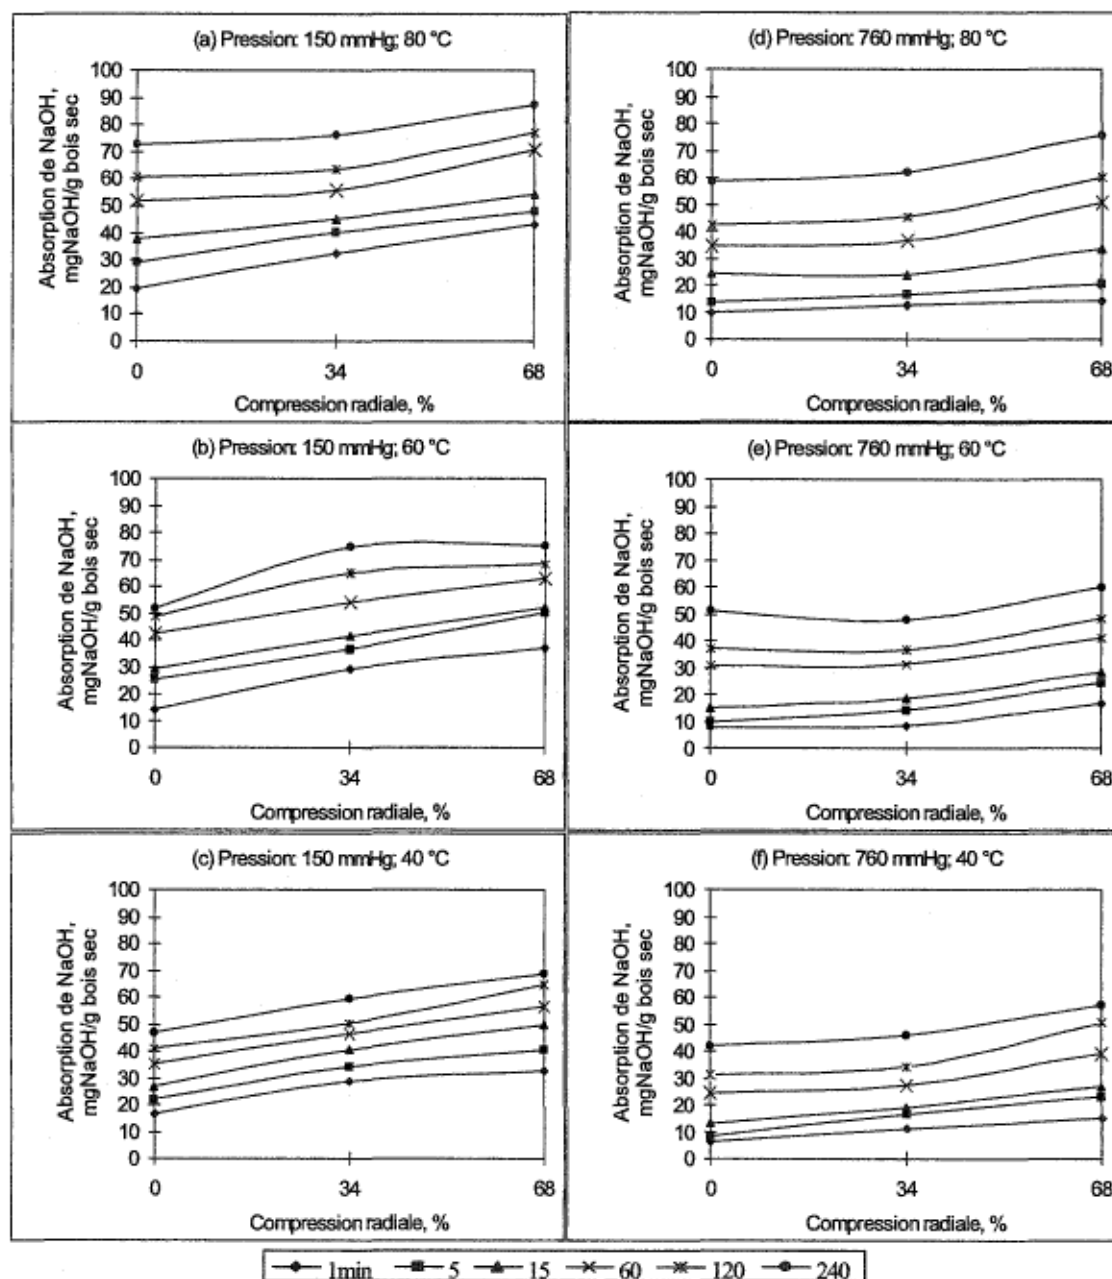 (a) Pression: 150 mmHg; 80 °C
Absorption de NaOH,
mgNaOH/g bois sec
100
90
80
70
60
50
40
30
20
10
0
0 34 68
Compression radiale, %
(d) Pression: 760 mmHg; 80 °C
Absorption de NaOH,
mgNaOH/g bois sec
100
90
80
70
60
50
40
30
20
10
0
0 34 68
Compression radiale, %
(b) Pression: 150 mmHg; 60 °C
Absorption de NaOH,
mgNaOH/g bois sec
100
90
80
70
60
50
40
30
20
10
0
0 34 68
Compression radiale, %
(e) Pression: 760 mmHg; 60 °C
Absorption de NaOH,
mgNaOH/g bois sec
100
90
80
70
60
50
40
30
20
10
0
0 34 68
Compression radiale, %
(c) Pression: 150 mmHg; 40 °C
Absorption de NaOH,
mgNaOH/g bois sec
100
90
80
70
60
50
40
30
20
10
0
0 34 68
Compression radiale, %
(f) Pression: 760 mmHg; 40 °C
Absorption de NaOH,
mgNaOH/g bois sec
100
90
80
70
60
50
40
30
20
10
0
0 34 68
Compression radiale, %
1min 5 15 60 120 240